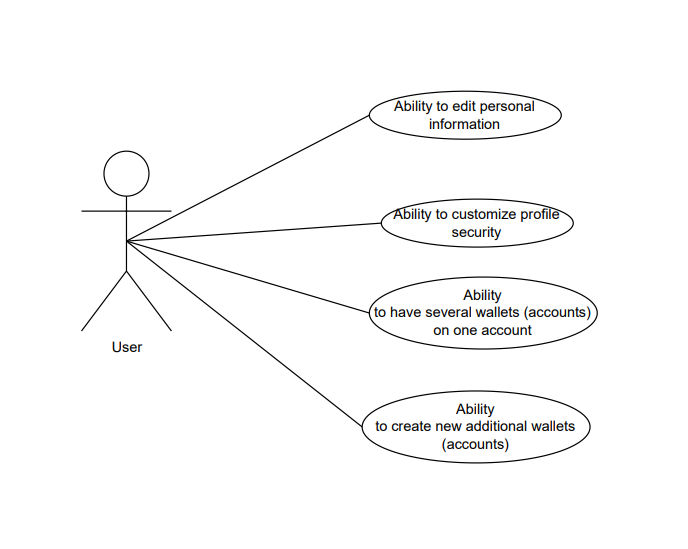 Ability to edit personal
information
Ability to customize profile
security
Ability
to have several wallets (accounts)
on one account
User
Ability
to create new additional wallets
(accounts)